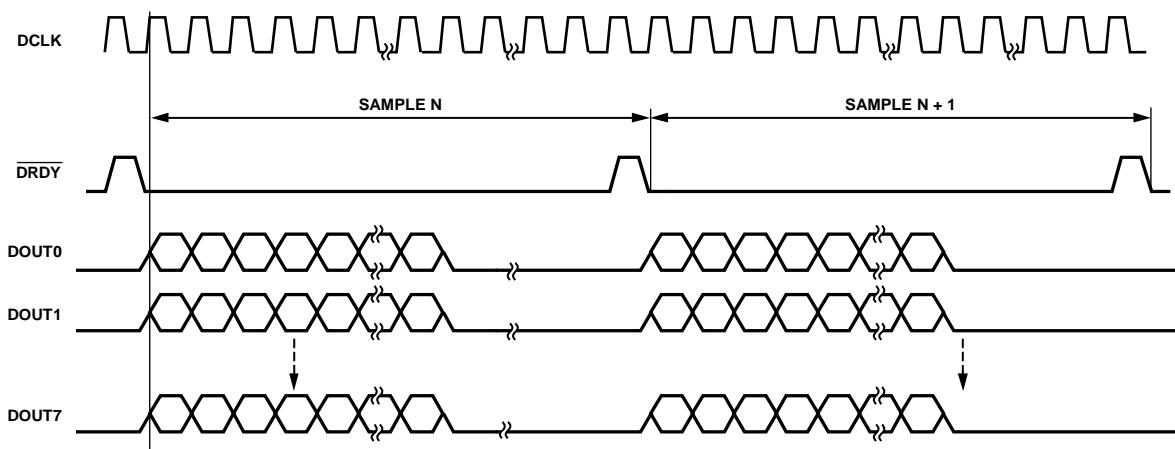 DCLK
SAMPLE N
SAMPLE N + 1
DRDY
DOUT0
DOUT1
DOUT7